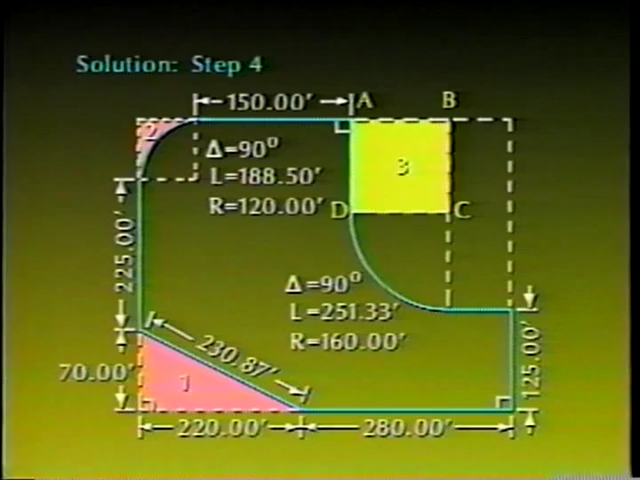 Solution: Step 4
150.00'
A
B
2
Δ=90°
L=188.50'
R=120.00'
3
D
C
225.00'
Δ=90°
L=251.33'
R=160.00'
230.87'
70.00'
1
125.00'
220.00'
280.00'